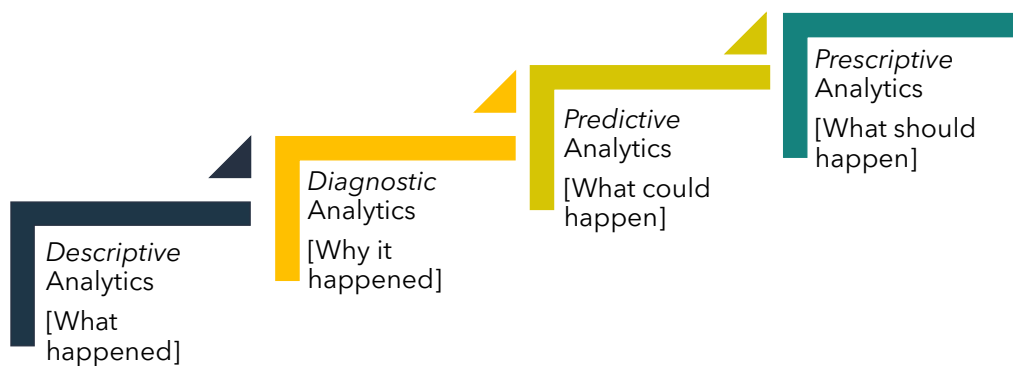 Descriptive
Analytics
[What
happened]
Diagnostic
Analytics
[Why it
happened]
Predictive
Analytics
[What could
happen]
Prescriptive
Analytics
[What should
happen]